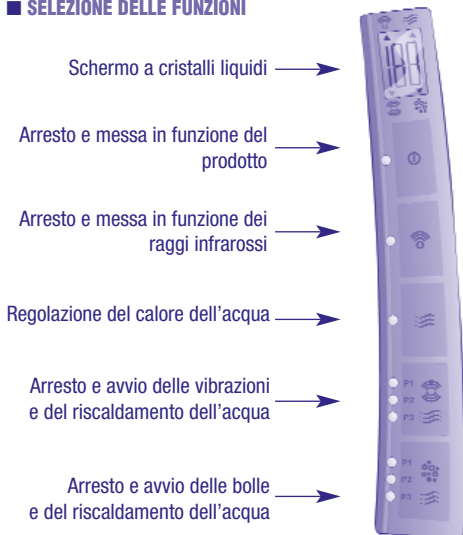 ■ SELEZIONE DELLE FUNZIONI
Schermo a cristalli liquidi
Arresto e messa in funzione del
prodotto
Arresto e messa in funzione dei
raggi infrarossi
Regolazione del calore dell'acqua
Arresto e avvio delle vibrazioni
e del riscaldamento dell'acqua
P1
P2
P3
Arresto e avvio delle bolle
e del riscaldamento dell'acqua
P1
P2
P3